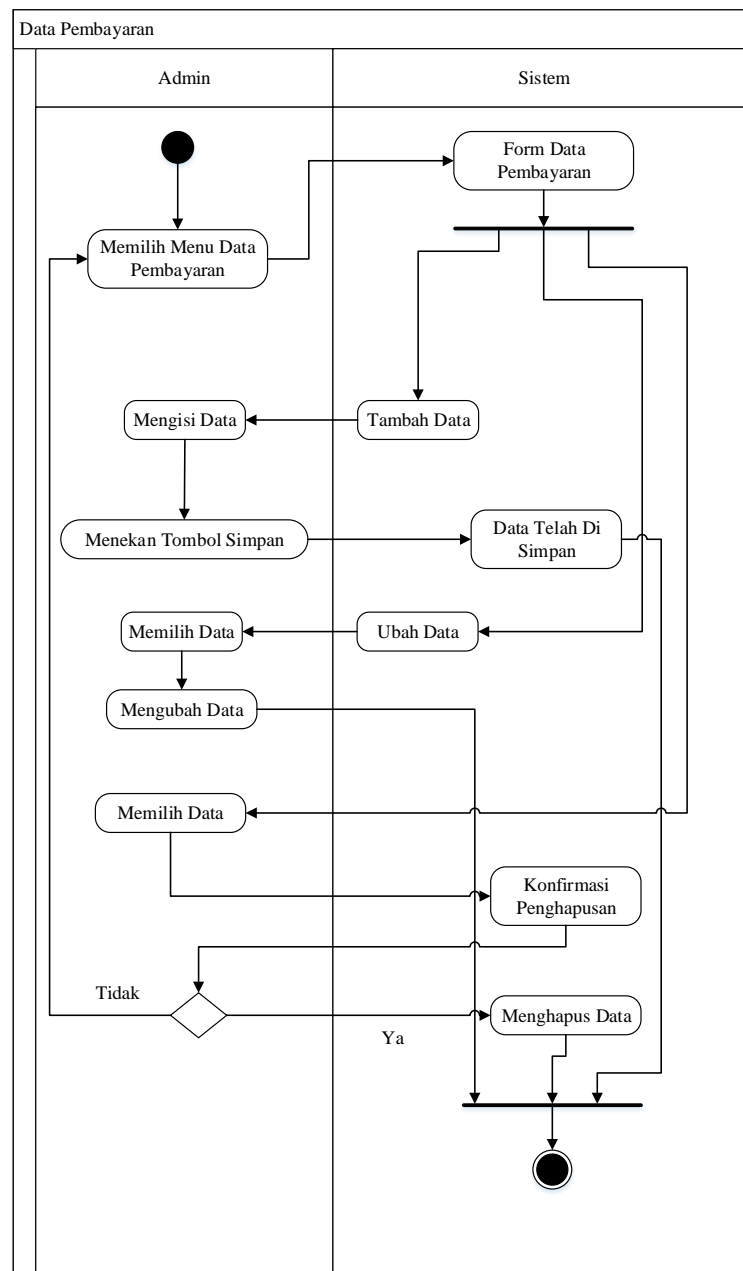 Data Pembayaran
Admin
Sistem
Form Data
Pembayaran
Memilih Menu Data
Pembayaran
Mengisi Data
Tambah Data
Menekan Tombol Simpan
Data Telah Di
Simpan
Memilih Data
Ubah Data
Mengubah Data
Memilih Data
Konfirmasi
Penghapusan
Tidak
Menghapus Data
Ya